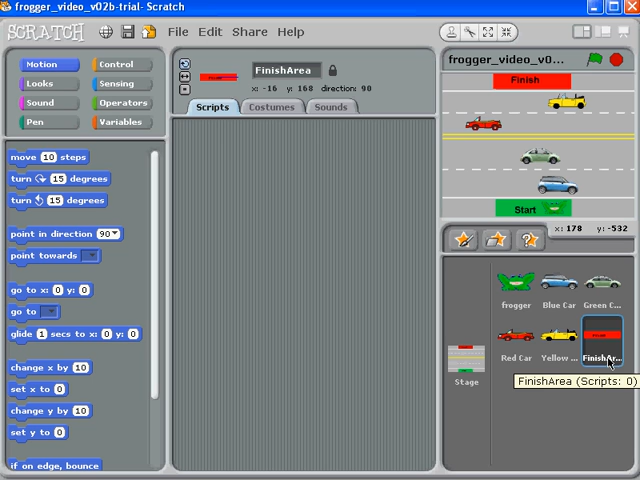 frogger_video_v02b-trial- Scratch
SCRATCH File Edit Share Help
Motion Control
Looks Sensing
Sound Operators
Pen Variables
move 10 steps
turn 15 degrees
turn 15 degrees
point in direction 90
point towards
go to x: 0 y: 0
go to
glide 1 secs to x: 0 y: 0
change x by 10
set x to 0
change y by 10
set y to 0
if on edge, bounce
FinishArea
x: -16 y: 168 direction: 90
Scripts Costumes Sounds
frogger_video_v0...
Finish
Start
x: 178 y: -532
frogger Blue Car Green C...
Red Car Yellow ... FinishAr...
Stage
FinishArea (Scripts: 0)